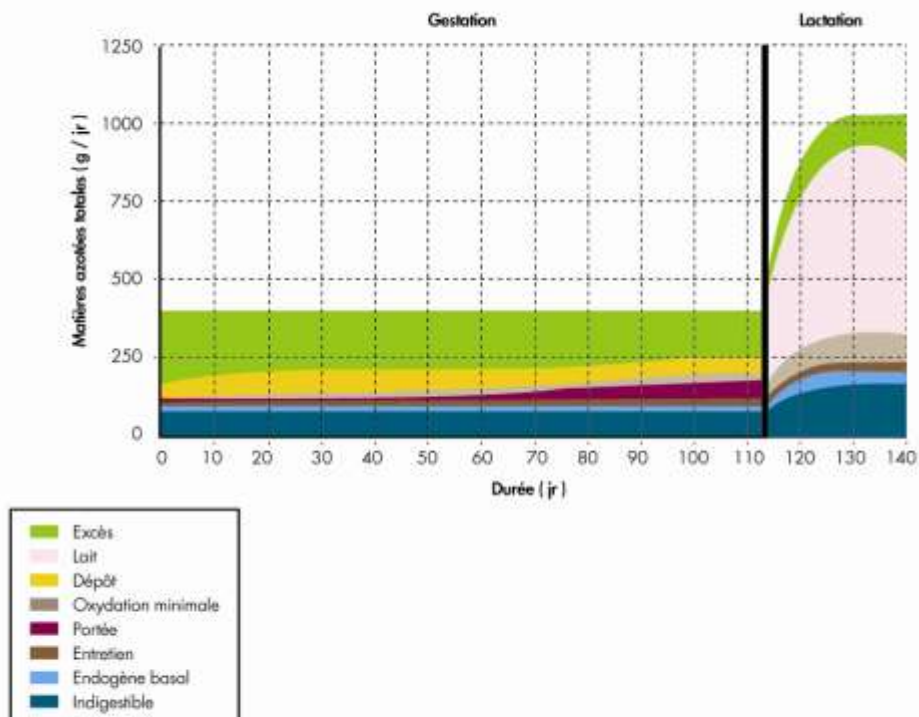 Gestation Lactation
1250
1000
750
500
250
0
Matières azotées totales ( g / jr )
0 10 20 30 40 50 60 70 80 90 100 110 120 130 140
Durée ( jr )
Excès
Lait
Dépôt
Oxydation minimale
Portée
Entretien
Endogène basal
Indigestible